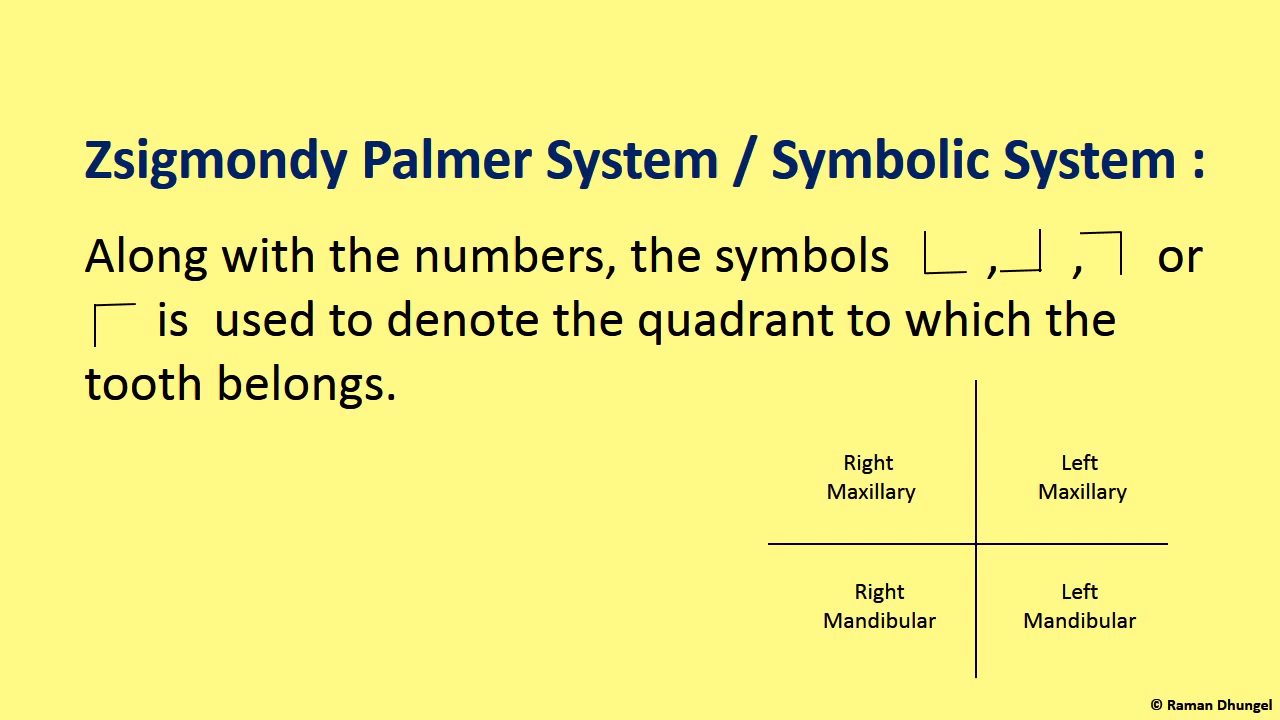 Zsigmondy Palmer System / Symbolic System :
Along with the numbers, the symbols ∟ , ┘ , ┐ or
┌ is used to denote the quadrant to which the
tooth belongs.
Right Maxillary
Left Maxillary
Right Mandibular
Left Mandibular
© Raman Dhungel